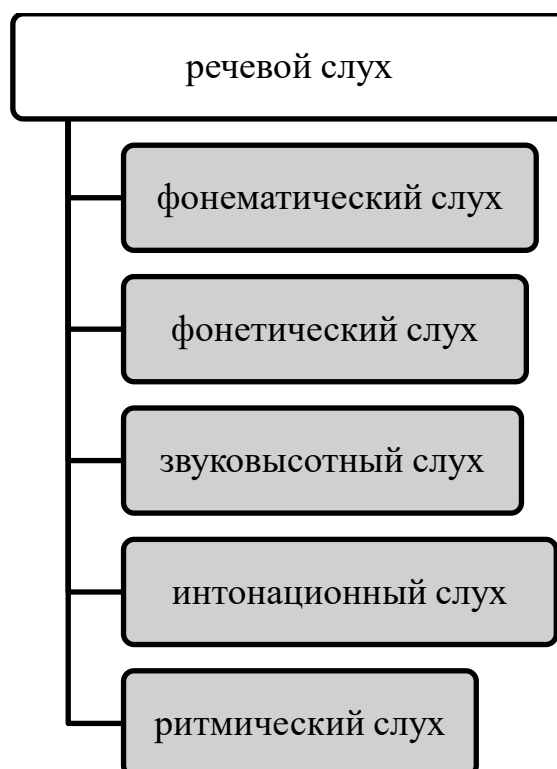 речевой слух
фонематический слух
фонетический слух
звуковысотный слух
интонационный слух
ритмический слух